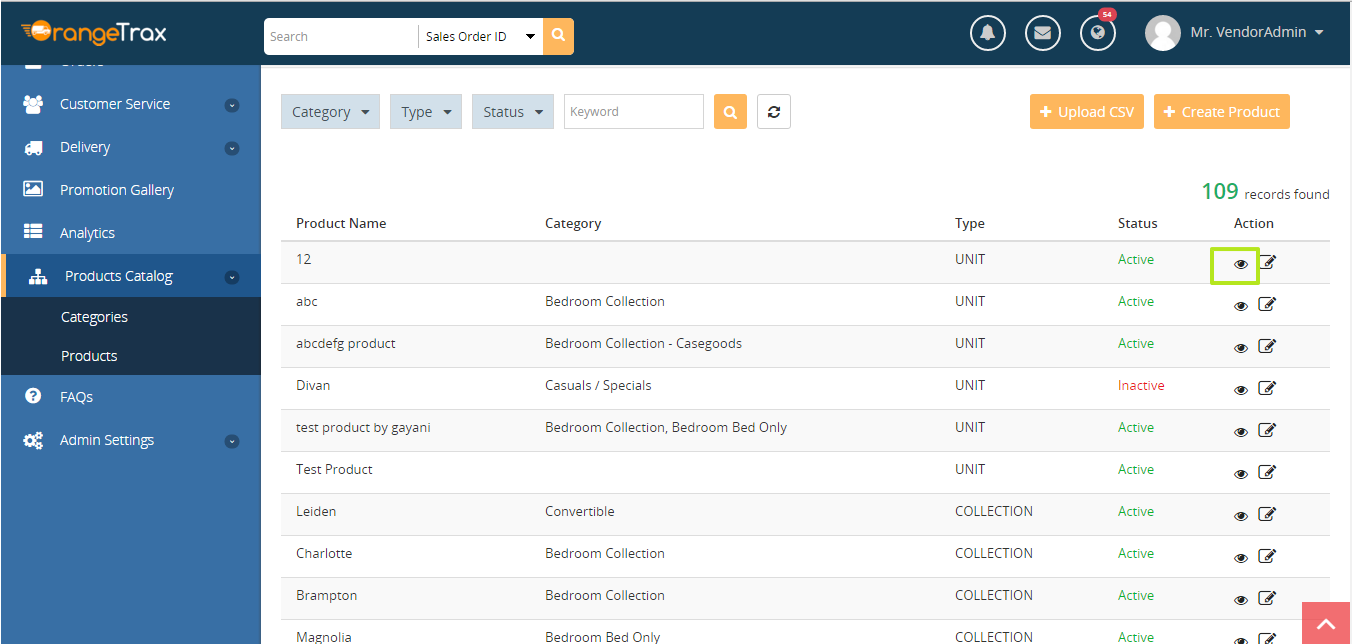 OrangeTrax
Search
Sales Order ID
54
Mr. VendorAdmin
Orders
Customer Service
Delivery
Promotion Gallery
Analytics
Products Catalog
Categories
Products
FAQs
Admin Settings
Category Type Status Keyword
+ Upload CSV + Create Product
109 records found
Product Name Category Type Status Action
12 UNIT Active
abc Bedroom Collection UNIT Active
abcdefg product Bedroom Collection - Casegoods UNIT Active
Divan Casuals / Specials UNIT Inactive
test product by gayani Bedroom Collection, Bedroom Bed Only UNIT Active
Test Product UNIT Active
Leiden Convertible COLLECTION Active
Charlotte Bedroom Collection COLLECTION Active
Brampton Bedroom Collection COLLECTION Active
Magnolia Bedroom Bed Only COLLECTION Active